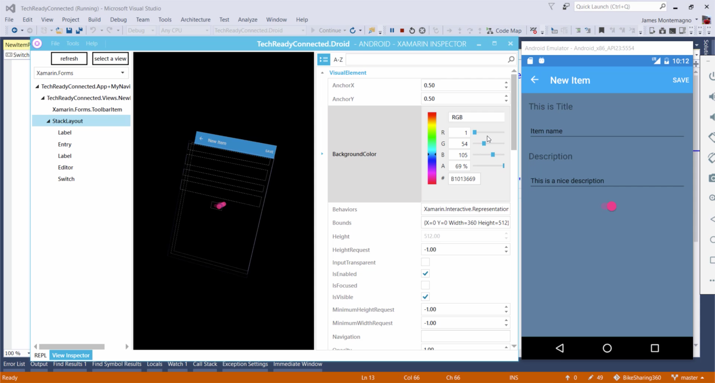 TechReadyConnected (Running) - Microsoft Visual Studio
Quick Launch (Ctrl+Q)
File Edit View Project Build Debug Team Tools Architecture Test Analyze Window Help
James Montemagno
Debug Any CPU TechReadyConnected.Droid Continue Code Map
NewItemP
Switch
File Tools Help
TechReadyConnected.Droid - ANDROID - XAMARIN INSPECTOR
refresh select a view
Xamarin.Forms
TechReadyConnected.App>MyNavi
TechReadyConnected.Views.NewI
Xamarin.Forms.ToolbarItem
StackLayout
Label
Entry
Label
Editor
Switch
New Item
SAVE
A-Z
VisualElement
AnchorX 0.50
AnchorY 0.50
BackgroundColor
RGB
R 1
G 54
B 105
A 69 %
# B1013669
Behaviors Xamarin.Interactive.Representation
Bounds {X=0 Y=0 Width=360 Height=512}
Height 512.00
HeightRequest -1.00
InputTransparent
IsEnabled
IsFocused
IsVisible
MinimumHeightRequest -1.00
MinimumWidthRequest -1.00
Navigation
Opacity 1.00
REPL View Inspector
Android Emulator - Android_x86_API22:5554
10:12
New Item SAVE
This is Title
Item name
Description
This is a nice description
100 %
Error List Output Find Results 1 Find Symbol Results Locals Watch 1 Call Stack Exception Settings Immediate Window
Ready Ln 13 Col 66 Ch 66 INS 0 49 BikeSharing360 master